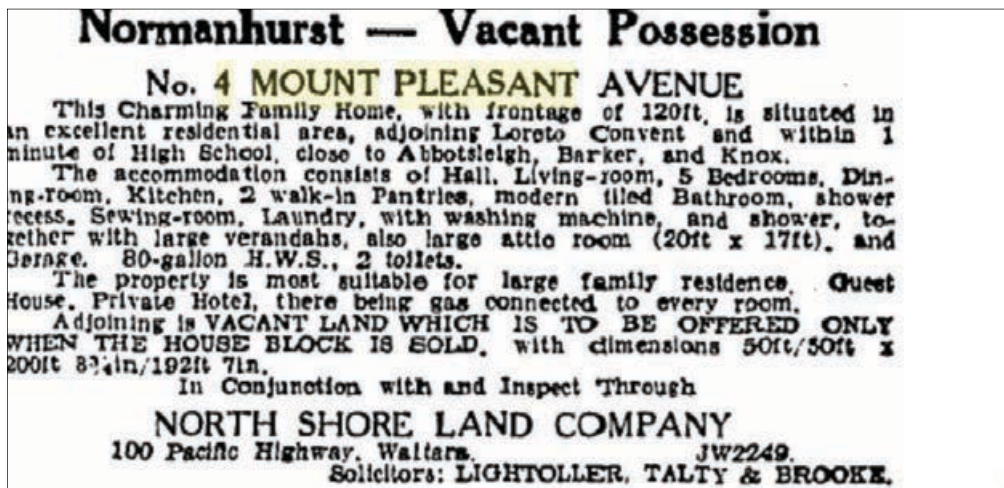 Normanhurst — Vacant Possession
No. 4 MOUNT PLEASANT AVENUE
This Charming Family Home, with frontage of 120ft, is situated in
an excellent residential area, adjoining Loreto Convent and within 1
minute of High School, close to Abbotsleigh, Barker, and Knox.
The accommodation consists of Hall, Living-room, 5 Bedrooms, Din-
ng-room, Kitchen, 2 walk-in Pantries, modern tiled Bathroom, shower
recess, Sewing-room, Laundry, with washing machine, and shower, to-
gether with large verandahs, also large attic room (20ft x 17ft), and
Garage. 80-gallon H.W.S., 2 toilets.
The property is most suitable for large family residence, Guest
House, Private Hotel, there being gas connected to every room.
Adjoining is VACANT LAND WHICH IS TO BE OFFERED ONLY
WHEN THE HOUSE BLOCK IS SOLD, with dimensions 50ft/50ft x
200ft 8¾in/192ft 7in.
In Conjunction with and Inspect Through
NORTH SHORE LAND COMPANY
100 Pacific Highway, Waitara. JW2249.
Solicitors: LIGHTOLLER, TALTY & BROOKE.